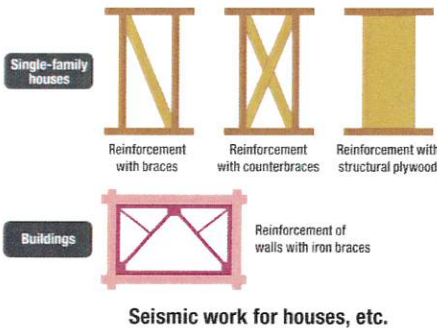 Single-family
houses
Reinforcement
with braces
Reinforcement
with counterbraces
Reinforcement with
structural plywood
Buildings
Reinforcement of
walls with iron braces
Seismic work for houses, etc.